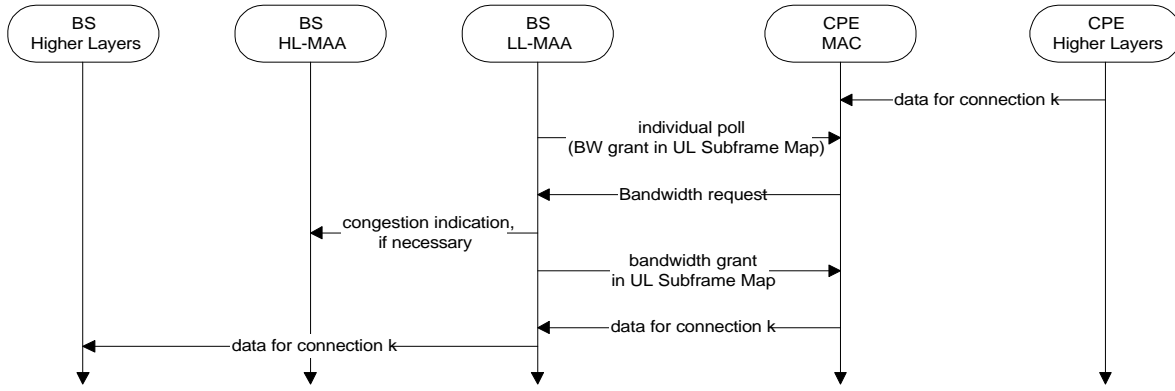 BS
Higher Layers
BS
HL-MAA
BS
LL-MAA
CPE
MAC
CPE
Higher Layers
data for connection k
individual poll
(BW grant in UL Subframe Map)
Bandwidth request
congestion indication,
if necessary
bandwidth grant
in UL Subframe Map
data for connection k
data for connection k